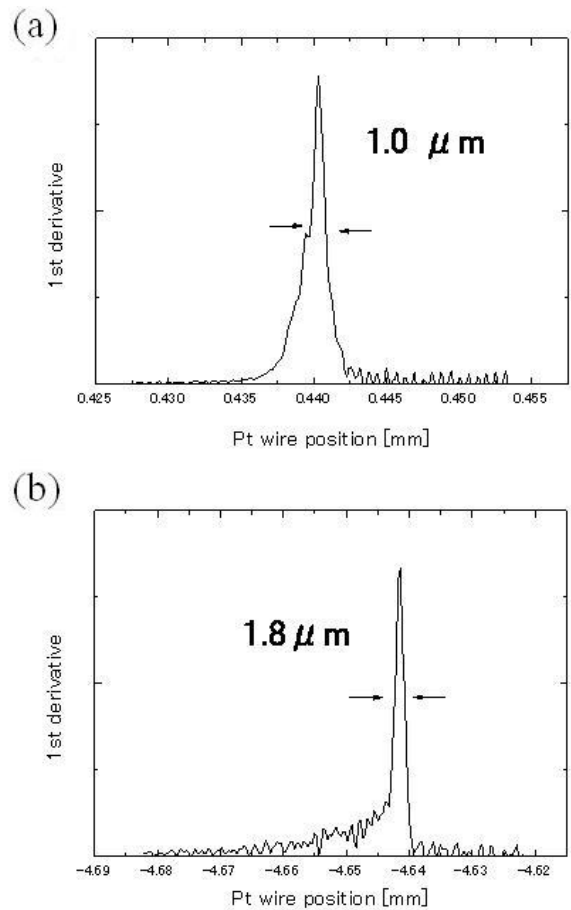 (a)
1.0 μm
1st derivative
0.425 0.430 0.435 0.440 0.445 0.450 0.455
Pt wire position [mm]
(b)
1.8 μm
1st derivative
−4.69 −4.68 −4.67 −4.66 −4.65 −4.64 −4.63 −4.62
Pt wire position [mm]